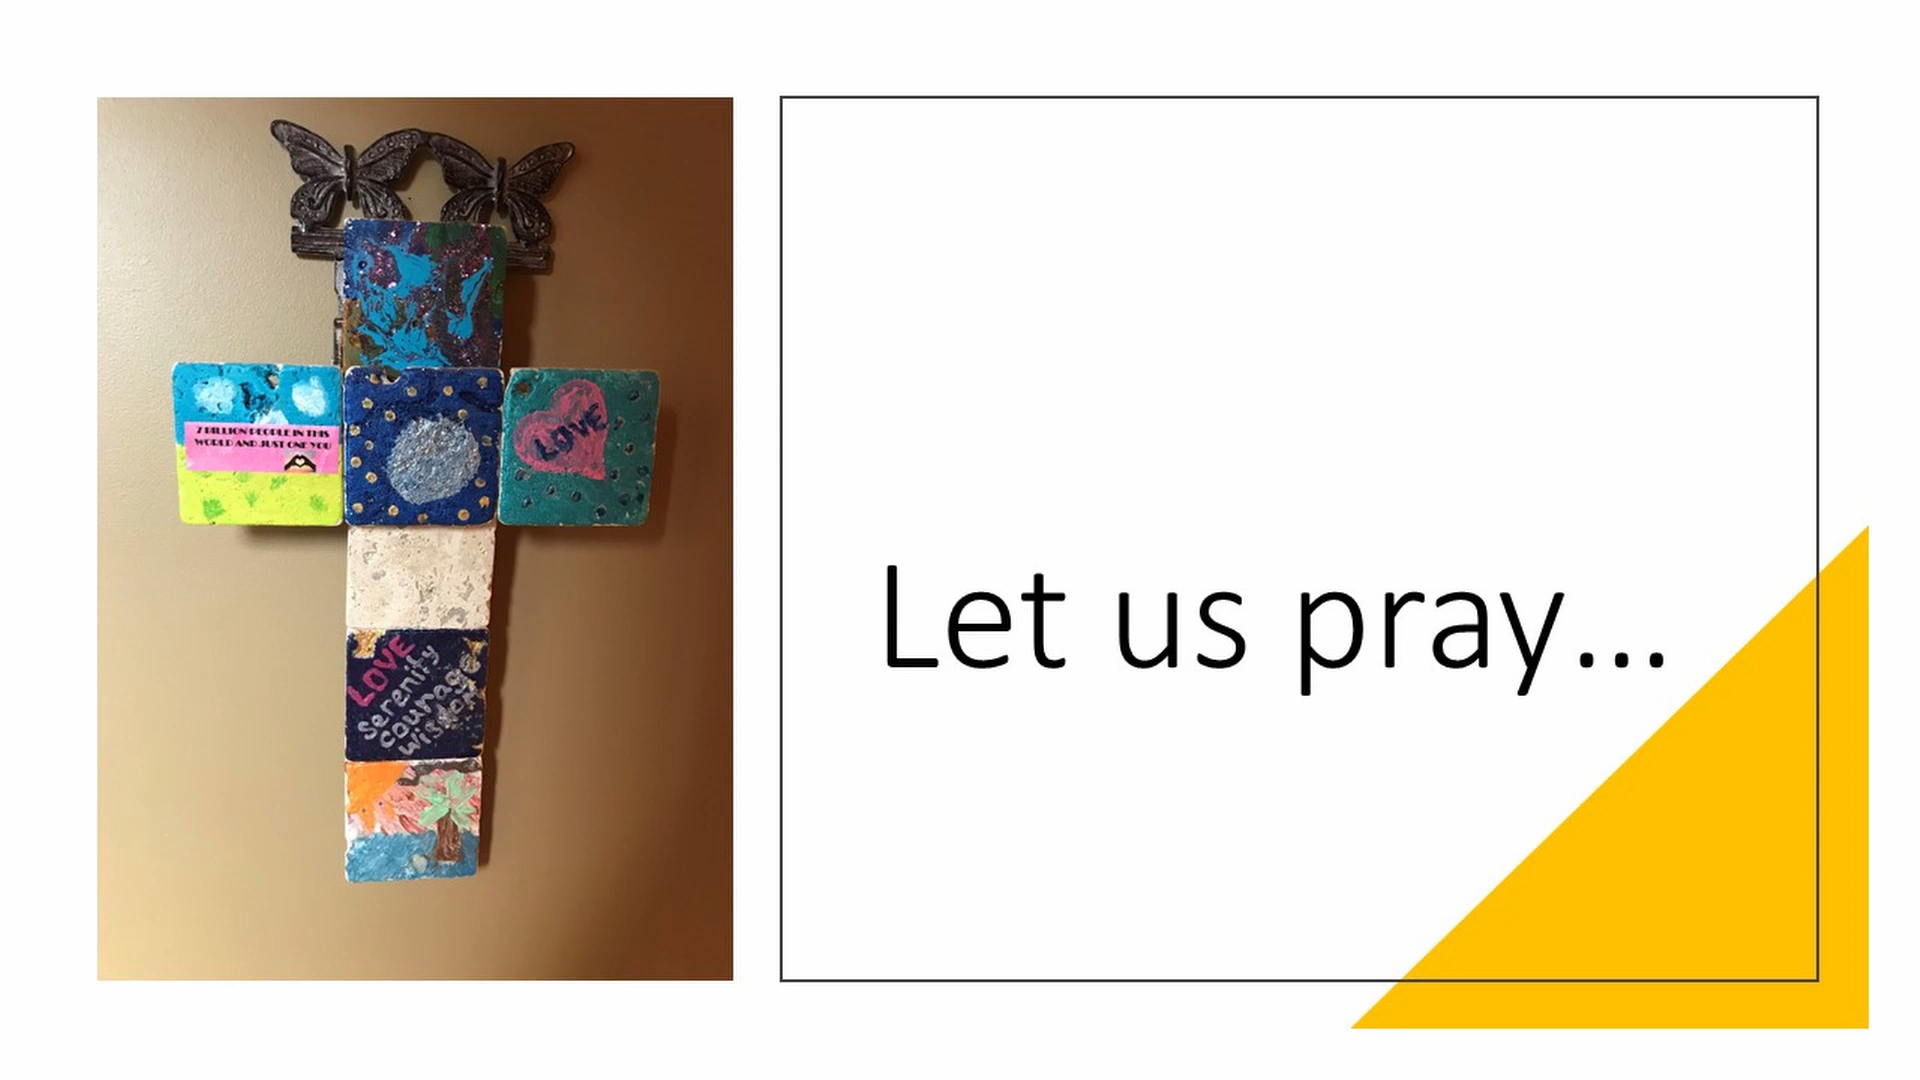 7 BILLION PEOPLE IN THIS
WORLD AND JUST ONE YOU
LOVE
LOVE
serenity
courage
wisdom
Let us pray...